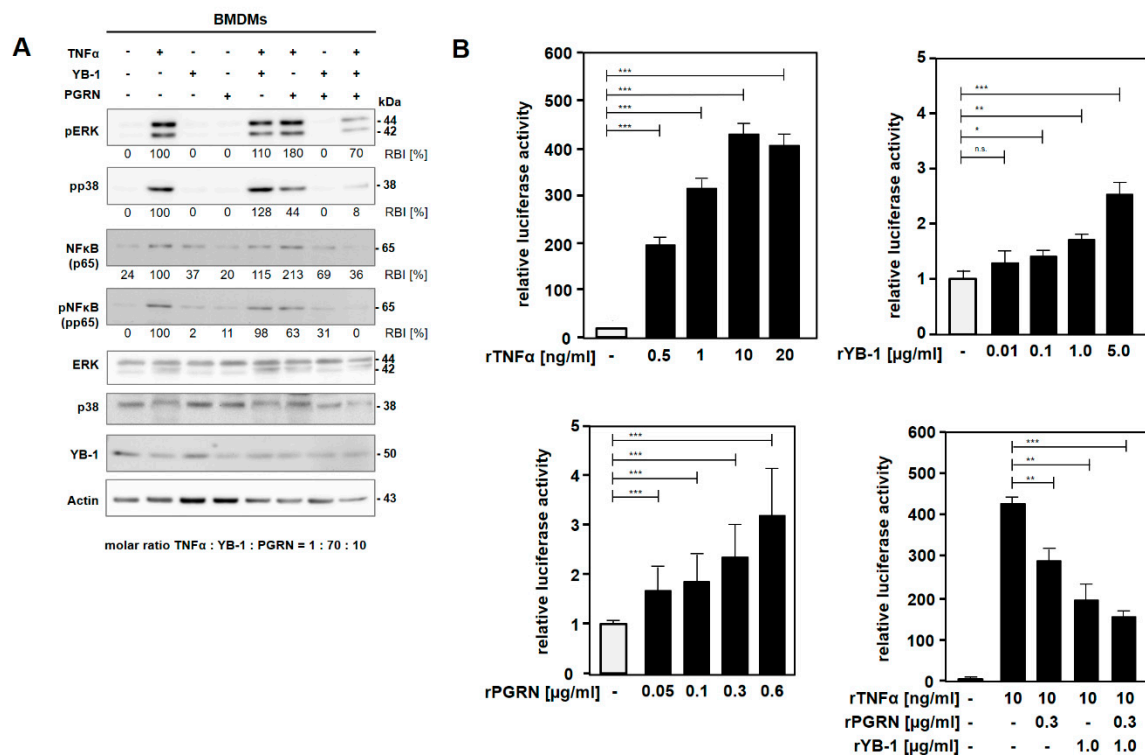 A
BMDMs
TNFα - + - - + + - +
YB-1 - - + - + - + +
PGRN - - - + - + + +
kDa
pERK - 44
- 42
0 100 0 0 110 180 0 70 RBI [%]
pp38 - 38
0 100 0 0 128 44 0 8 RBI [%]
NFκB (p65) - 65
24 100 37 20 115 213 69 36 RBI [%]
pNFκB (pp65) - 65
0 100 2 11 98 63 31 0 RBI [%]
ERK - 44
- 42
p38 - 38
YB-1 - 50
Actin - 43
molar ratio TNFα : YB-1 : PGRN = 1 : 70 : 10
B
relative luciferase activity
600
500
400
300
200
100
0
***
***
***
***
rTNFα [ng/ml] - 0.5 1 10 20
relative luciferase activity
5
4
3
2
1
0
***
**
*
n.s.
rYB-1 [µg/ml] - 0.01 0.1 1.0 5.0
relative luciferase activity
5
4
3
2
1
0
***
***
***
***
rPGRN [µg/ml] - 0.05 0.1 0.3 0.6
relative luciferase activity
600
500
400
300
200
100
0
***
**
**
rTNFα [ng/ml] - 10 10 10 10
rPGRN [µg/ml] - - 0.3 - 0.3
rYB-1 [µg/ml] - - - 1.0 1.0